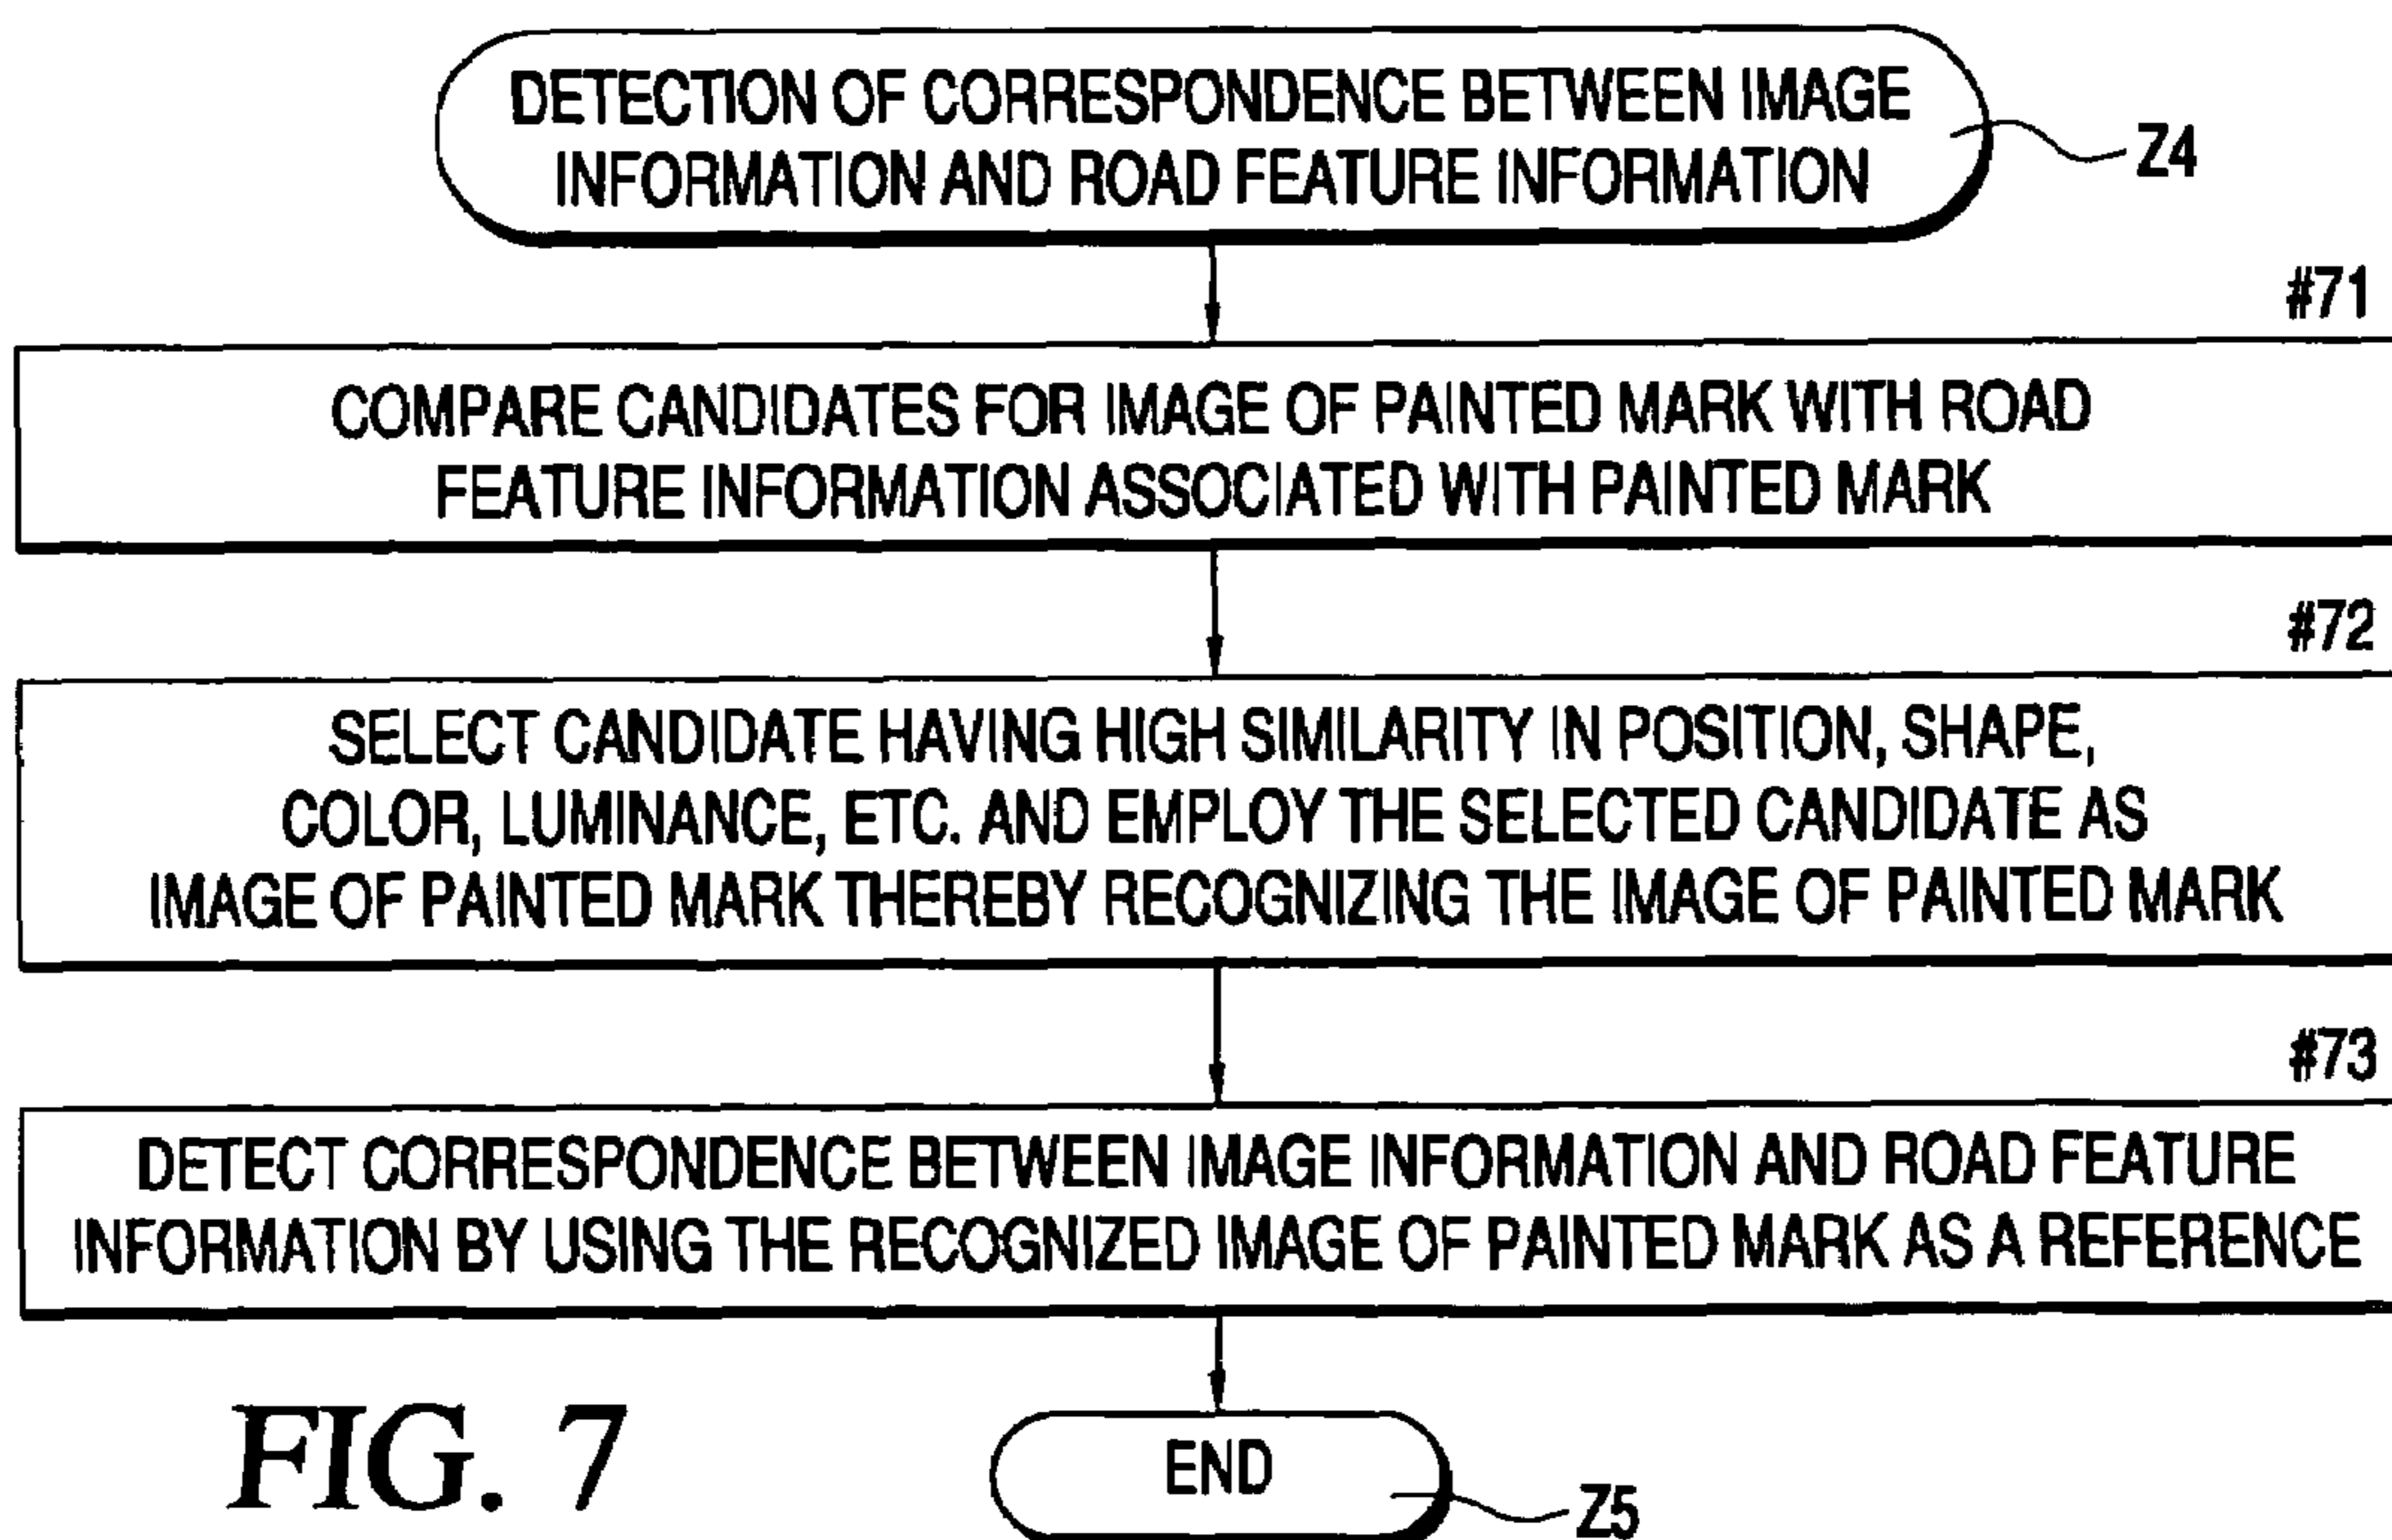 DETECTION OF CORRESPONDENCE BETWEEN IMAGE
INFORMATION AND ROAD FEATURE INFORMATION
Z4
#71
COMPARE CANDIDATES FOR IMAGE OF PAINTED MARK WITH ROAD
FEATURE INFORMATION ASSOCIATED WITH PAINTED MARK
#72
SELECT CANDIDATE HAVING HIGH SIMILARITY IN POSITION, SHAPE,
COLOR, LUMINANCE, ETC. AND EMPLOY THE SELECTED CANDIDATE AS
IMAGE OF PAINTED MARK THEREBY RECOGNIZING THE IMAGE OF PAINTED MARK
#73
DETECT CORRESPONDENCE BETWEEN IMAGE INFORMATION AND ROAD FEATURE
INFORMATION BY USING THE RECOGNIZED IMAGE OF PAINTED MARK AS A REFERENCE
END
Z5
FIG. 7